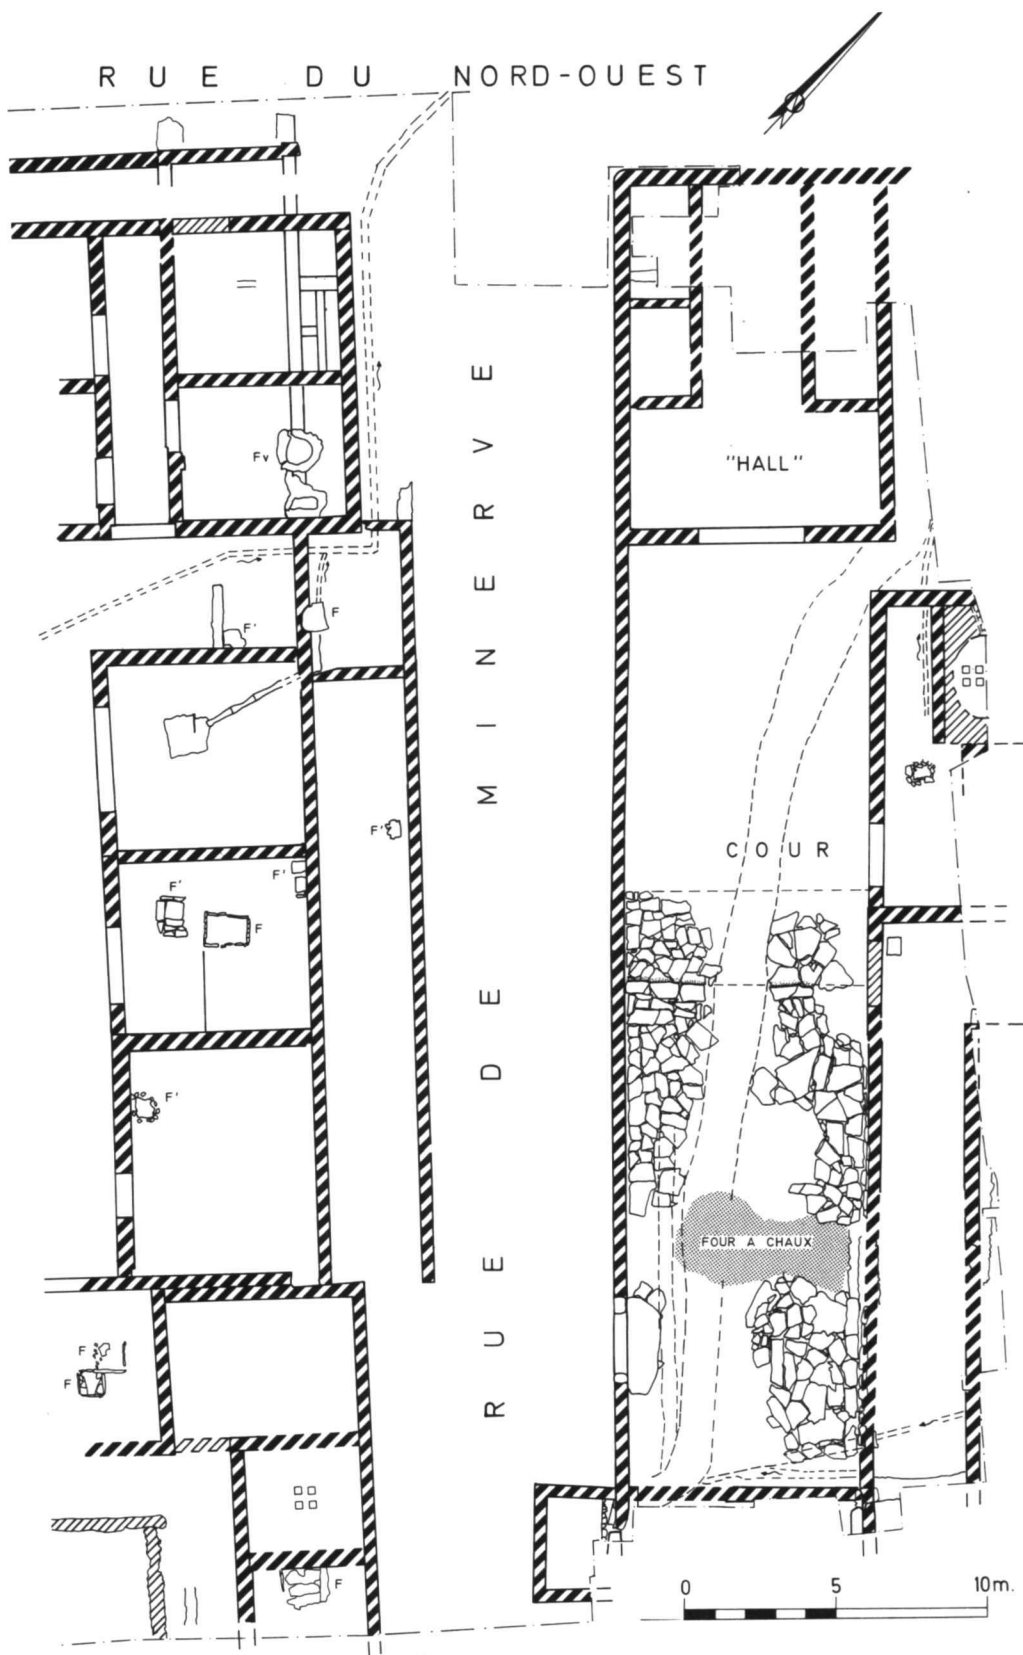 RUE DU NORD-OUEST
RUE DE MINERVE
"HALL"
Fv
F
F'
F'
F'
F'
F
COUR
F'
FOUR A CHAUX
F
F
F
0 5 10m.